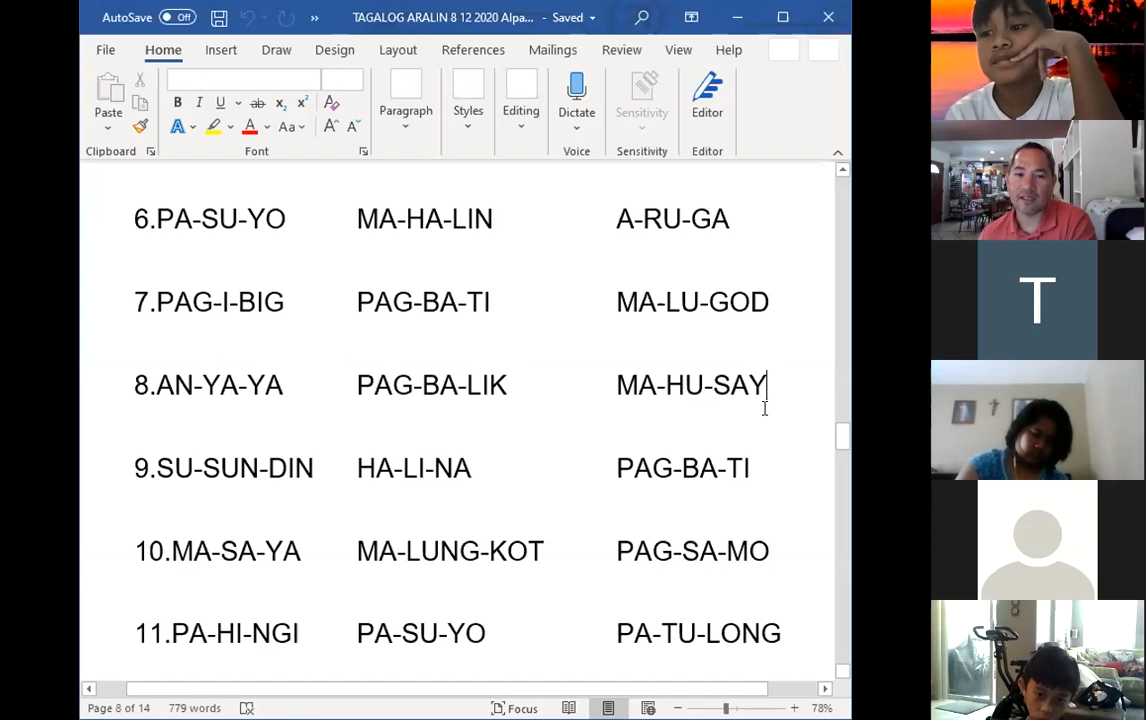 AutoSave Off TAGALOG ARALIN 8 12 2020 Alpa... - Saved
File Home Insert Draw Design Layout References Mailings Review View Help
Paste B I U ab x₂ x² A Paragraph Styles Editing Dictate Sensitivity Editor
A A Aa A A
Clipboard Font Voice Sensitivity Editor
6.PA-SU-YO MA-HA-LIN A-RU-GA
7.PAG-I-BIG PAG-BA-TI MA-LU-GOD
8.AN-YA-YA PAG-BA-LIK MA-HU-SAY
9.SU-SUN-DIN HA-LI-NA PAG-BA-TI
10.MA-SA-YA MA-LUNG-KOT PAG-SA-MO
11.PA-HI-NGI PA-SU-YO PA-TU-LONG
Page 8 of 14 779 words Focus 78%
T